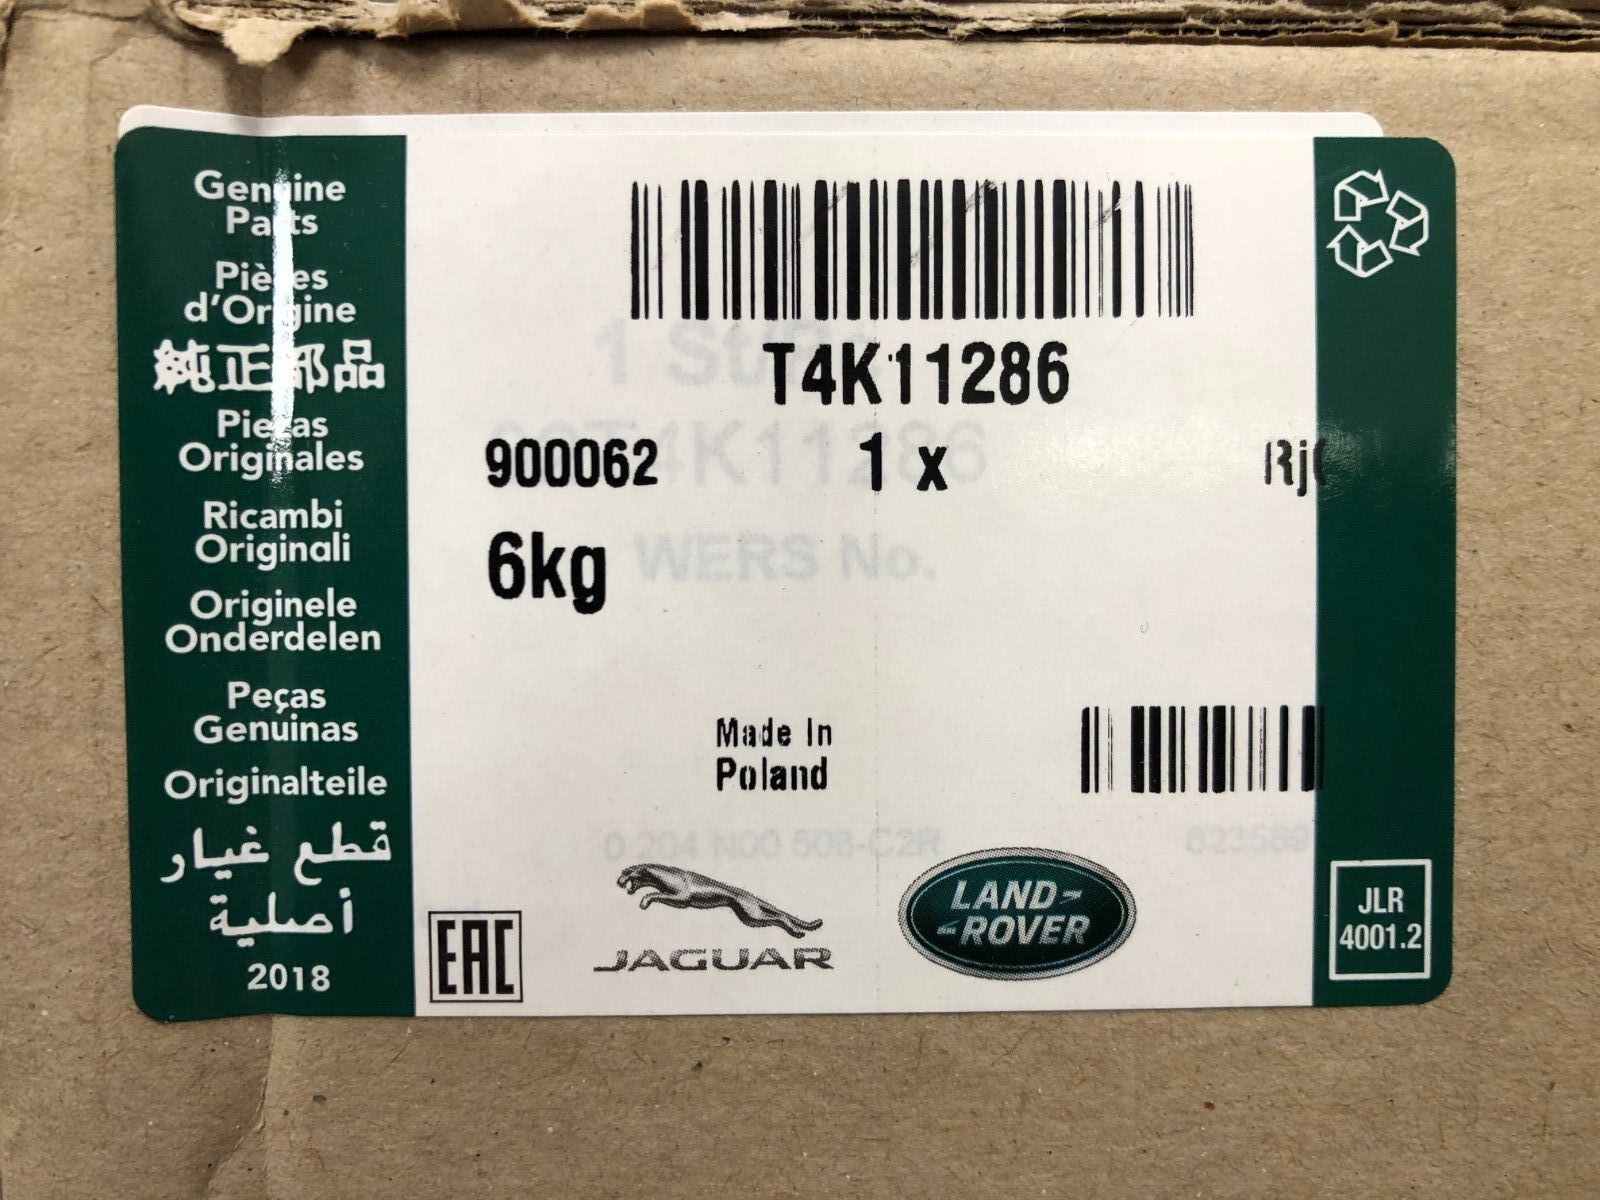 Genuine
Parts
Pièces
d'Origine
純正部品
Piezas
Originales
Ricambi
Originali
Originele
Onderdelen
Peças
Genuinas
Originalteile
قطع غيار
أصلية
2018
T4K11286
900062 1 x
6kg
WERS No.
Made In
Poland
EAC
JAGUAR
LAND-
-ROVER
JLR
4001.2